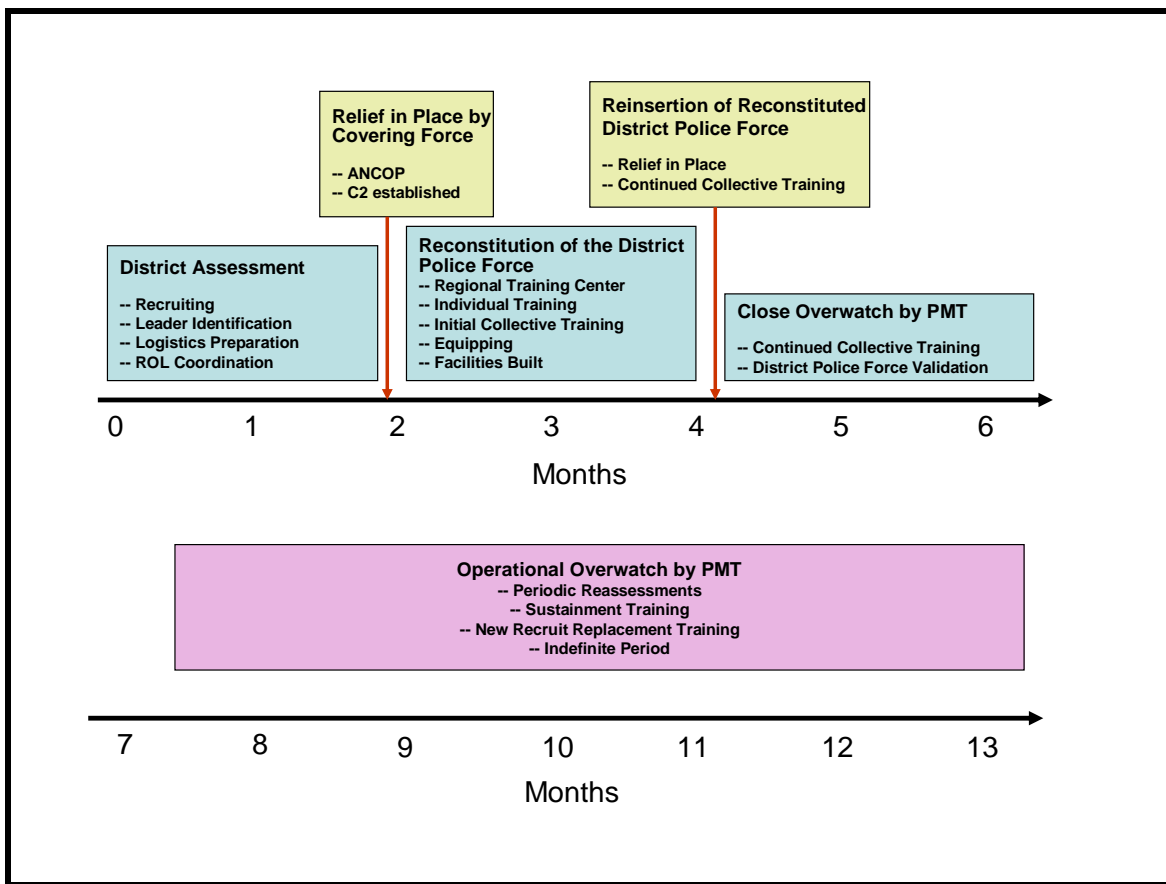 Relief in Place by
Covering Force
-- ANCOP
-- C2 established
Reinsertion of Reconstituted
District Police Force
-- Relief in Place
-- Continued Collective Training
District Assessment
-- Recruiting
-- Leader Identification
-- Logistics Preparation
-- ROL Coordination
Reconstitution of the District
Police Force
-- Regional Training Center
-- Individual Training
-- Initial Collective Training
-- Equipping
-- Facilities Built
Close Overwatch by PMT
-- Continued Collective Training
-- District Police Force Validation
0 1 2 3 4 5 6
Months
Operational Overwatch by PMT
-- Periodic Reassessments
-- Sustainment Training
-- New Recruit Replacement Training
-- Indefinite Period
7 8 9 10 11 12 13
Months